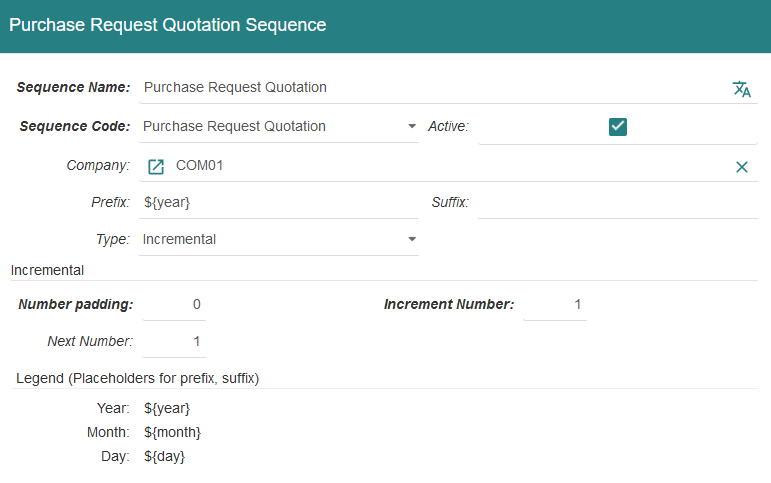 Purchase Request Quotation Sequence
Sequence Name: Purchase Request Quotation
Sequence Code: Purchase Request Quotation Active:
Company: COM01
Prefix: ${year} Suffix:
Type: Incremental
Incremental
Number padding: 0 Increment Number: 1
Next Number: 1
Legend (Placeholders for prefix, suffix)
Year: ${year}
Month: ${month}
Day: ${day}